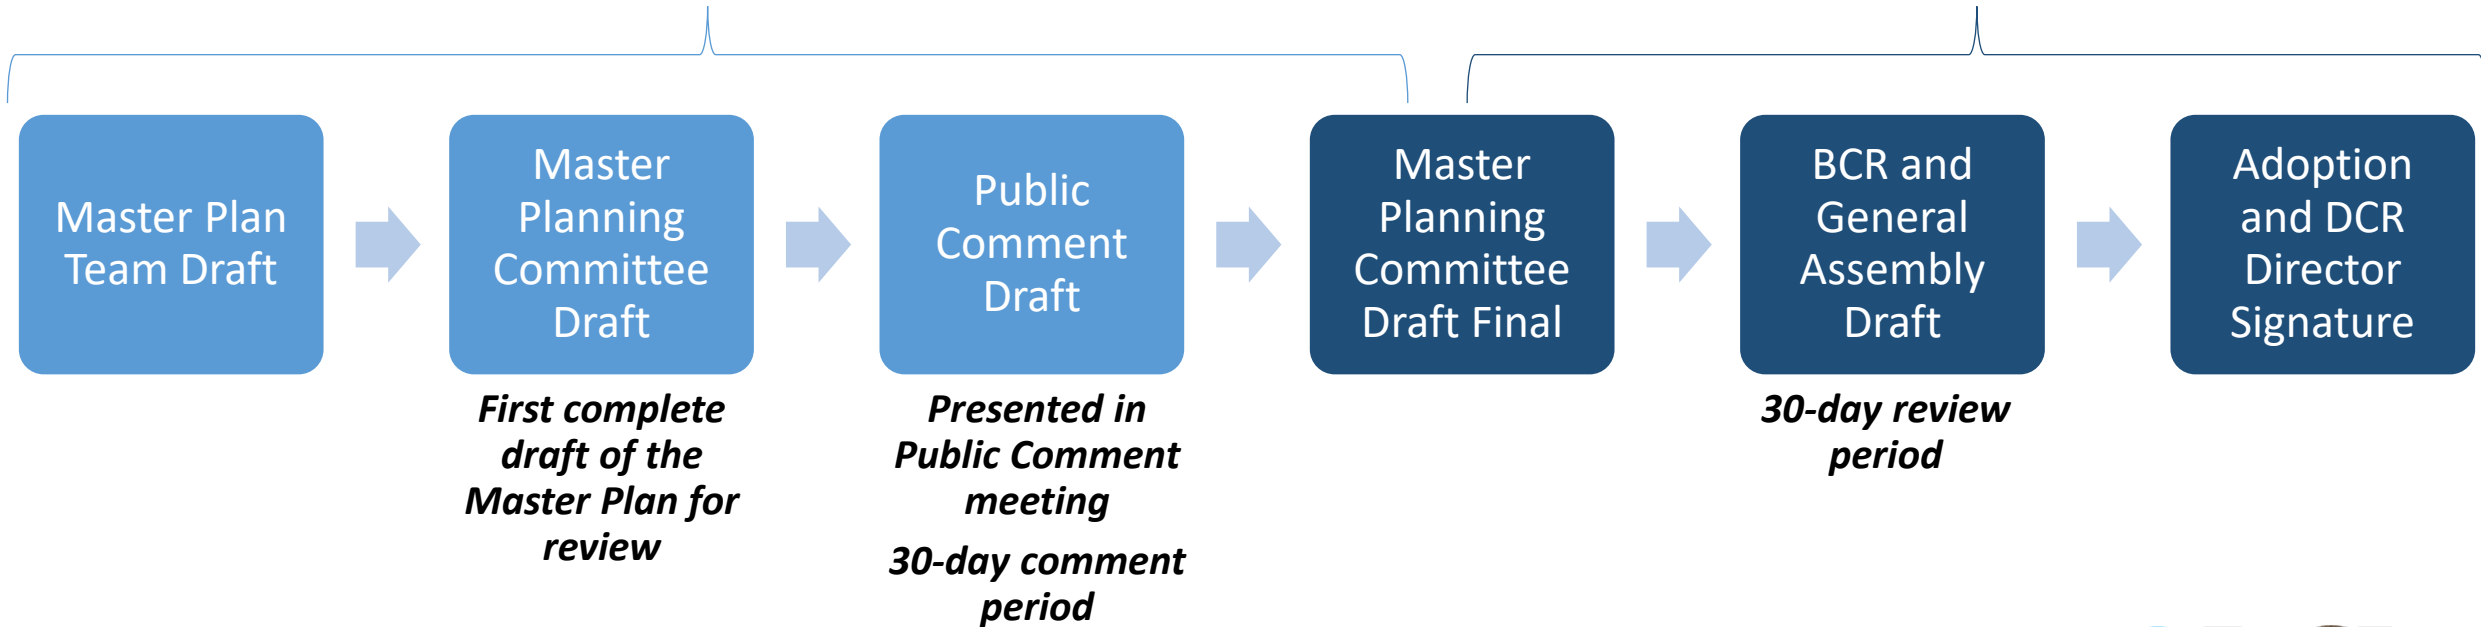 Master Plan
Team Draft
Master
Planning
Committee
Draft
Public
Comment
Draft
Master
Planning
Committee
Draft Final
BCR and
General
Assembly
Draft
Adoption
and DCR
Director
Signature
First complete
draft of the
Master Plan for
review
Presented in
Public Comment
meeting
30-day comment
period
30-day review
period